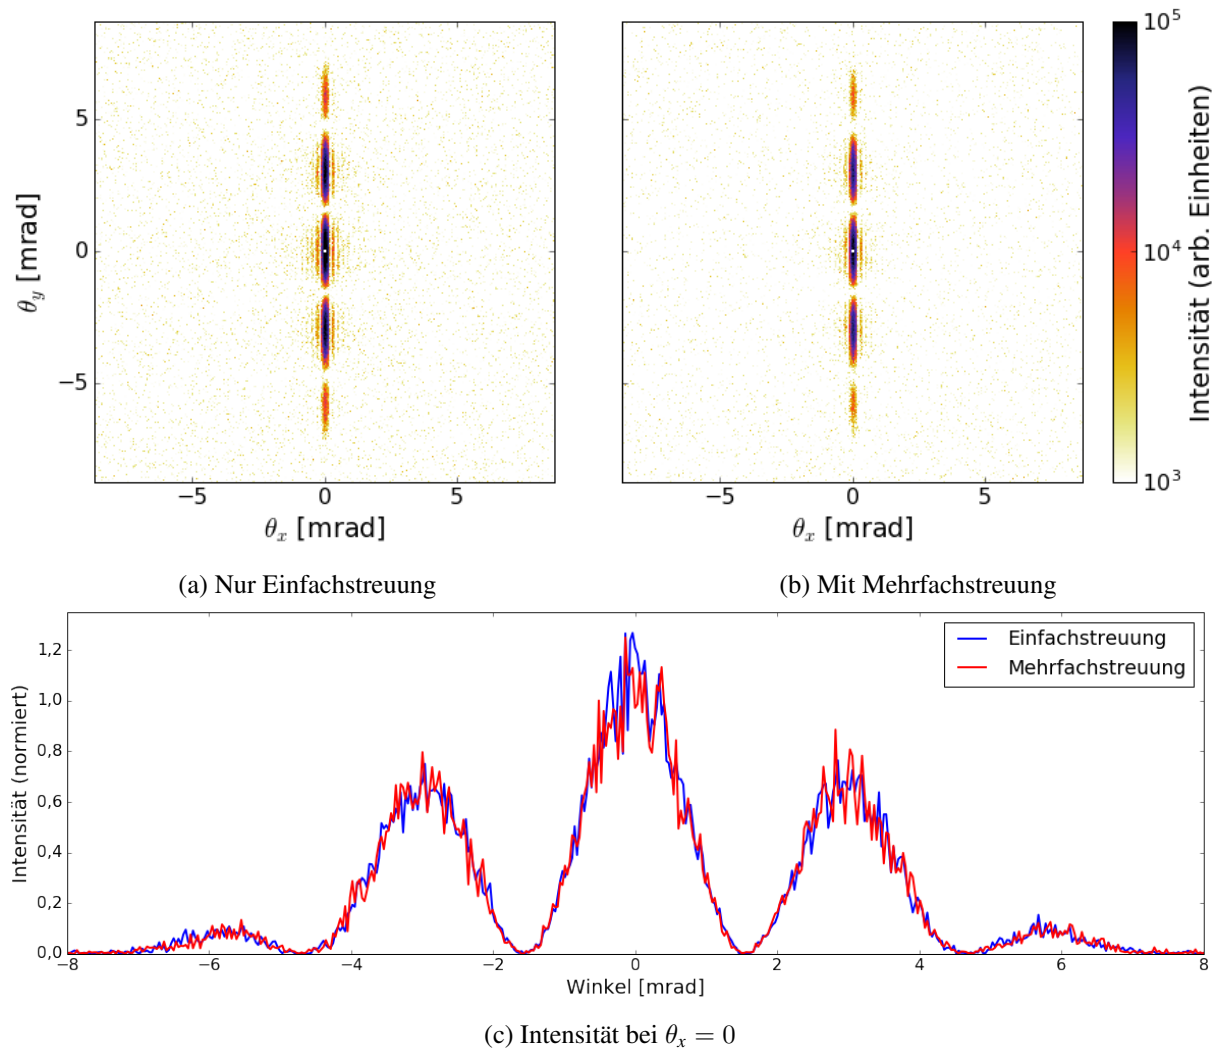 5
0
−5
θy [mrad]
−5 0 5
θx [mrad]
−5 0 5
θx [mrad]
10^5
10^4
10^3
Intensität (arb. Einheiten)
(a) Nur Einfachstreuung
(b) Mit Mehrfachstreuung
1,2
1,0
0,8
0,6
0,4
0,2
0,0
Intensität (normiert)
Einfachstreuung
Mehrfachstreuung
−8 −6 −4 −2 0 2 4 6 8
Winkel [mrad]
(c) Intensität bei θx = 0